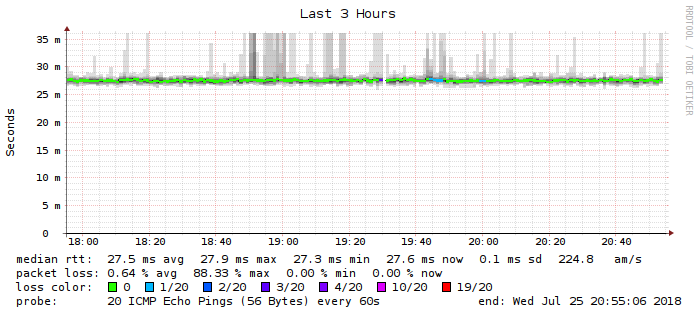 Last 3 Hours
RRDTOOL / TOBI OETIKER
Seconds
35 m
30 m
25 m
20 m
15 m
10 m
5 m
0
18:00 18:20 18:40 19:00 19:20 19:40 20:00 20:20 20:40
median rtt: 27.5 ms avg 27.9 ms max 27.3 ms min 27.6 ms now 0.1 ms sd 224.8 am/s
packet loss: 0.64 % avg 88.33 % max 0.00 % min 0.00 % now
loss color: 0 1/20 2/20 3/20 4/20 10/20 19/20
probe: 20 ICMP Echo Pings (56 Bytes) every 60s end: Wed Jul 25 20:55:06 2018